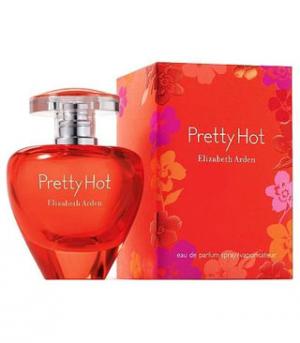 Pretty Hot
Elizabeth Arden
Pretty Hot
Elizabeth Arden
eau de parfum spray/vaporisateur